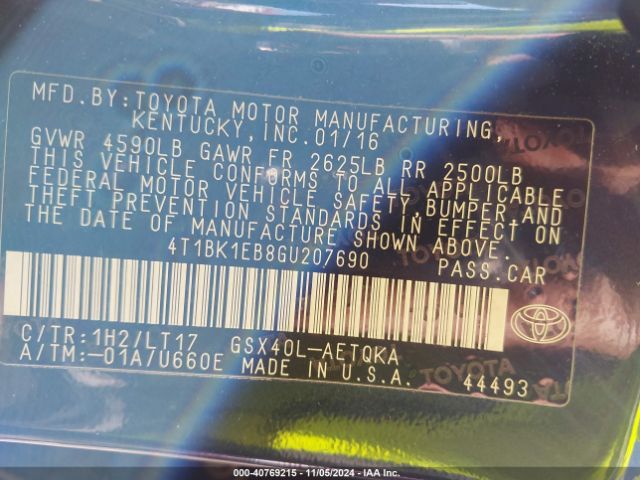 MFD. BY: TOYOTA MOTOR MANUFACTURING,
KENTUCKY, INC. 01/16
GVWR 4590LB GAWR FR 2625LB RR 2500LB
THIS VEHICLE CONFORMS TO ALL APPLICABLE
FEDERAL MOTOR VEHICLE SAFETY, BUMPER, AND
THEFT PREVENTION STANDARDS IN EFFECT ON
THE DATE OF MANUFACTURE SHOWN ABOVE.
4T1BK1EB8GU207690 PASS. CAR
C/TR: 1H2/LT17 GSX40L-AETQKA
A/TM: -01A/U660E MADE IN U.S.A. 44493
TOYOTA
000-40769215 - 11/05/2024 - IAA Inc.